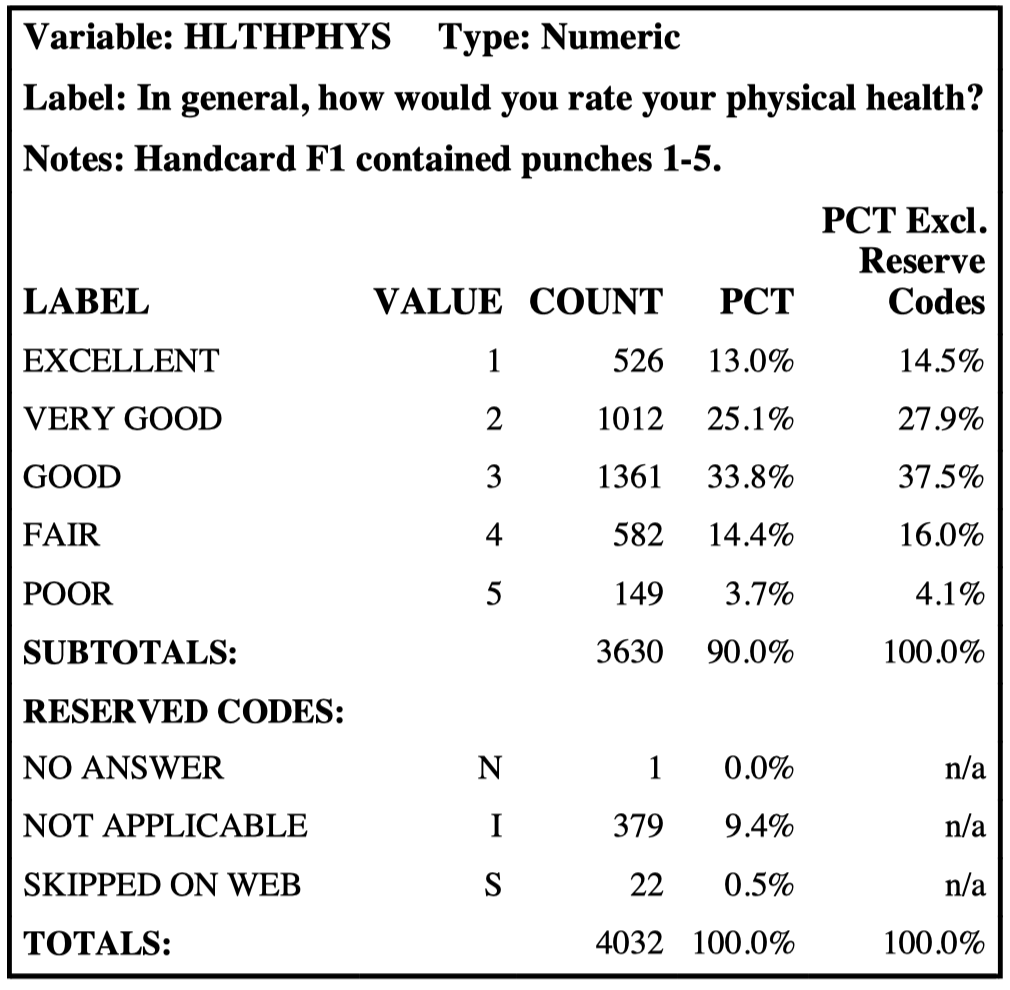 Variable: HLTHPHYS Type: Numeric
Label: In general, how would you rate your physical health?
Notes: Handcard F1 contained punches 1-5.
PCT Excl.
Reserve
LABEL VALUE COUNT PCT Codes
EXCELLENT 1 526 13.0% 14.5%
VERY GOOD 2 1012 25.1% 27.9%
GOOD 3 1361 33.8% 37.5%
FAIR 4 582 14.4% 16.0%
POOR 5 149 3.7% 4.1%
SUBTOTALS: 3630 90.0% 100.0%
RESERVED CODES:
NO ANSWER N 1 0.0% n/a
NOT APPLICABLE I 379 9.4% n/a
SKIPPED ON WEB S 22 0.5% n/a
TOTALS: 4032 100.0% 100.0%